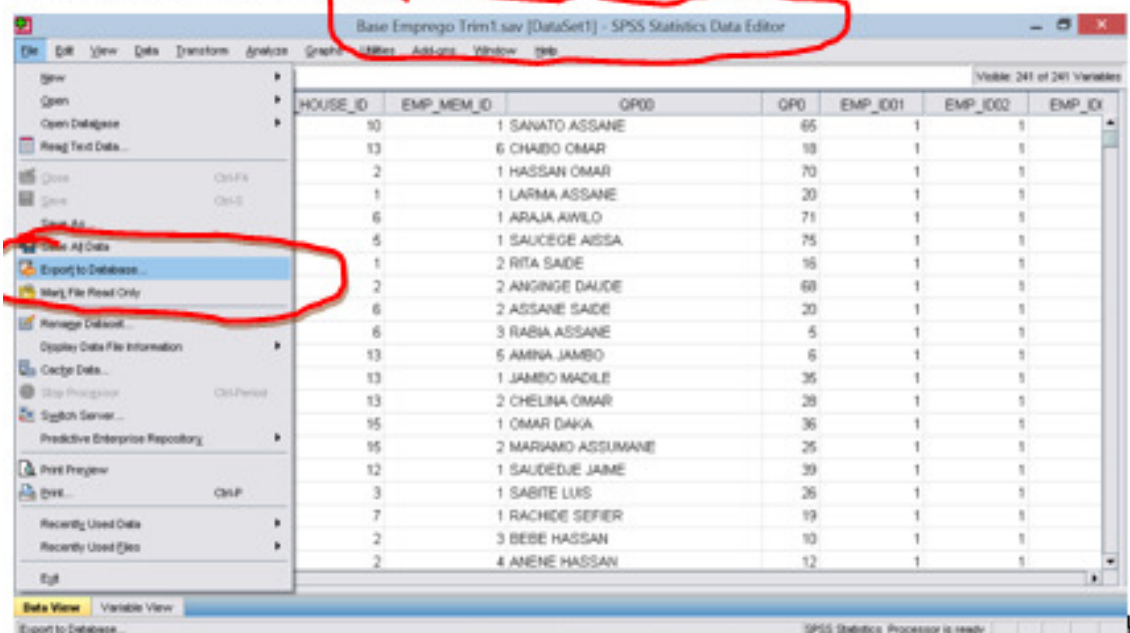 Base Emprego Trim1.sav [DataSet1] - SPSS Statistics Data Editor
File Edit View Data Transform Analyze Graphs Utilities Add-ons Window Help
Visible: 241 of 241 Variables
New
Open
Open Database
Read Text Data...
Close Ctrl-F4
Save Ctrl-S
Save As...
Save All Data
Export to Database...
Mark File Read Only
Rename Dataset...
Display Data File Information
Cache Data...
Stop Processor Ctrl-Period
Switch Server...
Predictive Enterprise Repository
Print Preview
Print... Ctrl-P
Recently Used Data
Recently Used Files
Exit
_HOUSE_ID EMP_MEM_ID QP00 QP0 EMP_ID01 EMP_ID02 EMP_ID
10 1 SANATO ASSANE 65 1 1
13 6 CHAIBO OMAR 18 1 1
2 1 HASSAN OMAR 70 1 1
1 1 LARMA ASSANE 20 1 1
6 1 ARAJA AWILO 71 1 1
5 1 SAUCEGE AISSA 75 1 1
1 2 RITA SAIDE 16 1 1
2 2 ANGINGE DAUDE 68 1 1
6 2 ASSANE SAIDE 20 1 1
6 3 RABIA ASSANE 5 1 1
13 5 AMINA JAMBO 6 1 1
13 1 JAMBO MADILE 35 1 1
13 2 CHELINA OMAR 28 1 1
15 1 OMAR DAKA 36 1 1
15 2 MARIAMO ASSUMANE 25 1 1
12 1 SAUDEDJE JAIME 39 1 1
3 1 SABITE LUIS 26 1 1
7 1 RACHIDE SEFIER 19 1 1
2 3 BEBE HASSAN 10 1 1
2 4 ANENE HASSAN 12 1 1
Data View Variable View
Export to Database... SPSS Statistics Processor is ready